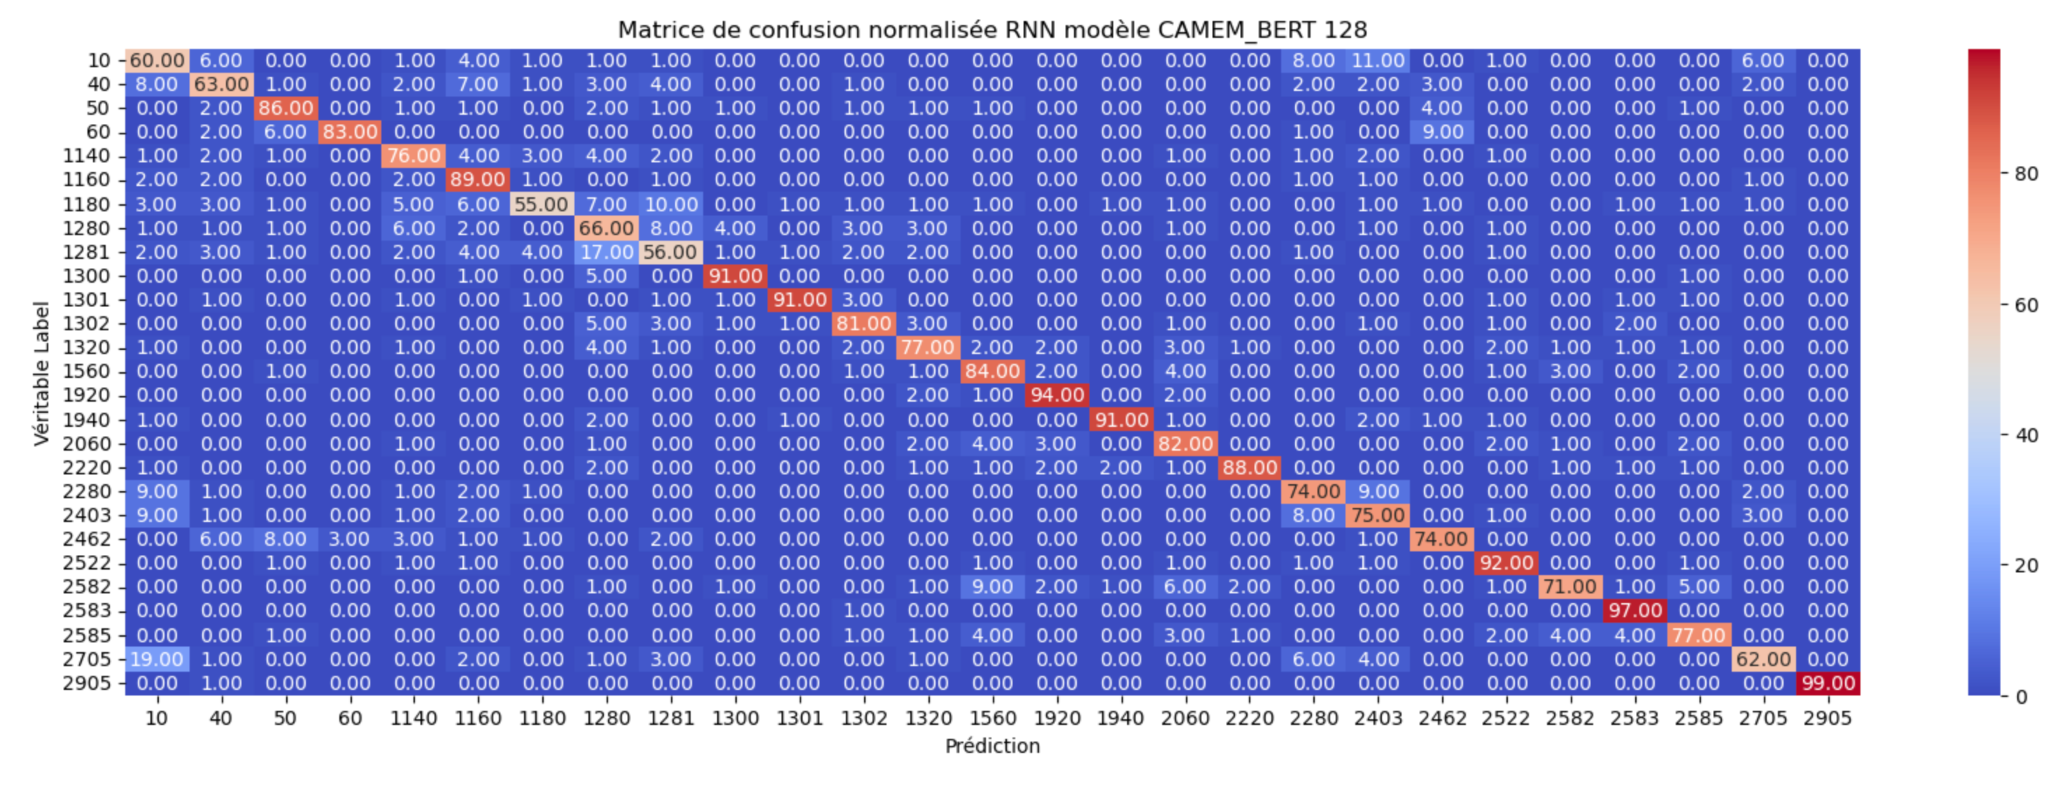 Matrice de confusion normalisée RNN modèle CAMEM_BERT 128
10 60.00 6.00 0.00 0.00 1.00 4.00 1.00 1.00 1.00 0.00 0.00 0.00 0.00 0.00 0.00 0.00 0.00 0.00 8.00 11.00 0.00 1.00 0.00 0.00 0.00 6.00 0.00
40 8.00 63.00 1.00 0.00 2.00 7.00 1.00 3.00 4.00 0.00 0.00 1.00 0.00 0.00 0.00 0.00 0.00 0.00 2.00 2.00 3.00 0.00 0.00 0.00 0.00 2.00 0.00
50 0.00 2.00 86.00 0.00 1.00 1.00 0.00 2.00 1.00 0.00 0.00 1.00 1.00 1.00 0.00 0.00 0.00 0.00 0.00 0.00 4.00 0.00 0.00 0.00 1.00 0.00 0.00
60 0.00 2.00 6.00 83.00 0.00 0.00 0.00 0.00 0.00 0.00 0.00 0.00 0.00 0.00 0.00 0.00 0.00 0.00 1.00 0.00 9.00 0.00 0.00 0.00 0.00 0.00 0.00
1140 1.00 2.00 1.00 0.00 76.00 4.00 3.00 4.00 2.00 0.00 0.00 0.00 0.00 0.00 0.00 0.00 1.00 0.00 1.00 2.00 0.00 1.00 0.00 0.00 0.00 0.00 0.00
1160 2.00 2.00 0.00 0.00 2.00 89.00 1.00 0.00 1.00 0.00 0.00 0.00 0.00 0.00 0.00 0.00 0.00 0.00 1.00 1.00 0.00 0.00 0.00 0.00 0.00 1.00 0.00
1180 3.00 3.00 1.00 0.00 5.00 6.00 55.00 7.00 10.00 0.00 1.00 1.00 1.00 1.00 0.00 1.00 1.00 0.00 0.00 1.00 1.00 0.00 0.00 1.00 1.00 1.00 0.00
1280 1.00 1.00 1.00 0.00 6.00 2.00 0.00 66.00 8.00 4.00 0.00 3.00 3.00 0.00 0.00 0.00 1.00 0.00 0.00 1.00 0.00 1.00 0.00 0.00 0.00 0.00 0.00
1281 2.00 3.00 1.00 0.00 2.00 4.00 4.00 17.00 56.00 1.00 1.00 2.00 2.00 0.00 0.00 0.00 0.00 0.00 1.00 0.00 0.00 1.00 0.00 0.00 0.00 0.00 0.00
1300 0.00 0.00 0.00 0.00 0.00 1.00 0.00 5.00 0.00 91.00 0.00 0.00 0.00 0.00 0.00 0.00 0.00 0.00 0.00 0.00 0.00 0.00 0.00 0.00 1.00 0.00 0.00
1301 0.00 1.00 0.00 0.00 1.00 0.00 1.00 0.00 1.00 1.00 91.00 3.00 0.00 0.00 0.00 0.00 0.00 0.00 0.00 0.00 0.00 1.00 0.00 1.00 1.00 0.00 0.00
1302 0.00 0.00 0.00 0.00 0.00 0.00 0.00 5.00 3.00 1.00 1.00 81.00 3.00 0.00 0.00 0.00 1.00 0.00 0.00 1.00 0.00 1.00 0.00 2.00 0.00 0.00 0.00
1320 1.00 0.00 0.00 0.00 1.00 0.00 0.00 4.00 1.00 0.00 0.00 2.00 77.00 2.00 2.00 0.00 3.00 1.00 0.00 0.00 0.00 2.00 1.00 1.00 1.00 0.00 0.00
1560 0.00 0.00 1.00 0.00 0.00 0.00 0.00 0.00 0.00 0.00 0.00 1.00 1.00 84.00 2.00 0.00 4.00 0.00 0.00 0.00 0.00 1.00 3.00 0.00 2.00 0.00 0.00
1920 0.00 0.00 0.00 0.00 0.00 0.00 0.00 0.00 0.00 0.00 0.00 0.00 2.00 1.00 94.00 0.00 2.00 0.00 0.00 0.00 0.00 0.00 0.00 0.00 0.00 0.00 0.00
1940 1.00 0.00 0.00 0.00 0.00 0.00 0.00 2.00 0.00 0.00 1.00 0.00 0.00 0.00 0.00 91.00 1.00 0.00 0.00 2.00 1.00 1.00 0.00 0.00 0.00 0.00 0.00
2060 0.00 0.00 0.00 0.00 1.00 0.00 0.00 1.00 0.00 0.00 0.00 0.00 2.00 4.00 3.00 0.00 82.00 0.00 0.00 0.00 0.00 2.00 1.00 0.00 2.00 0.00 0.00
2220 1.00 0.00 0.00 0.00 0.00 0.00 0.00 2.00 0.00 0.00 0.00 0.00 1.00 1.00 2.00 2.00 1.00 88.00 0.00 0.00 0.00 0.00 1.00 1.00 1.00 0.00 0.00
2280 9.00 1.00 0.00 0.00 1.00 2.00 1.00 0.00 0.00 0.00 0.00 0.00 0.00 0.00 0.00 0.00 0.00 0.00 74.00 9.00 0.00 0.00 0.00 0.00 0.00 2.00 0.00
2403 9.00 1.00 0.00 0.00 1.00 2.00 0.00 0.00 0.00 0.00 0.00 0.00 0.00 0.00 0.00 0.00 0.00 0.00 8.00 75.00 0.00 1.00 0.00 0.00 0.00 3.00 0.00
2462 0.00 6.00 8.00 3.00 3.00 1.00 1.00 0.00 2.00 0.00 0.00 0.00 0.00 0.00 0.00 0.00 0.00 0.00 0.00 1.00 74.00 0.00 0.00 0.00 0.00 0.00 0.00
2522 0.00 0.00 1.00 0.00 1.00 1.00 0.00 0.00 0.00 0.00 0.00 0.00 0.00 1.00 0.00 0.00 1.00 0.00 1.00 1.00 0.00 92.00 0.00 0.00 1.00 0.00 0.00
2582 0.00 0.00 0.00 0.00 0.00 0.00 0.00 1.00 0.00 1.00 0.00 0.00 1.00 9.00 2.00 1.00 6.00 2.00 0.00 0.00 0.00 1.00 71.00 1.00 5.00 0.00 0.00
2583 0.00 0.00 0.00 0.00 0.00 0.00 0.00 0.00 0.00 0.00 0.00 1.00 0.00 0.00 0.00 0.00 0.00 0.00 0.00 0.00 0.00 0.00 0.00 97.00 0.00 0.00 0.00
2585 0.00 0.00 1.00 0.00 0.00 0.00 0.00 0.00 0.00 0.00 0.00 1.00 1.00 4.00 0.00 0.00 3.00 1.00 0.00 0.00 0.00 2.00 4.00 4.00 77.00 0.00 0.00
2705 19.00 1.00 0.00 0.00 0.00 2.00 0.00 1.00 3.00 0.00 0.00 0.00 1.00 0.00 0.00 0.00 0.00 0.00 6.00 4.00 0.00 0.00 0.00 0.00 0.00 62.00 0.00
2905 0.00 1.00 0.00 0.00 0.00 0.00 0.00 0.00 0.00 0.00 0.00 0.00 0.00 0.00 0.00 0.00 0.00 0.00 0.00 0.00 0.00 0.00 0.00 0.00 0.00 0.00 99.00
10 40 50 60 1140 1160 1180 1280 1281 1300 1301 1302 1320 1560 1920 1940 2060 2220 2280 2403 2462 2522 2582 2583 2585 2705 2905
Prédiction
Véritable Label
80
60
40
20
0